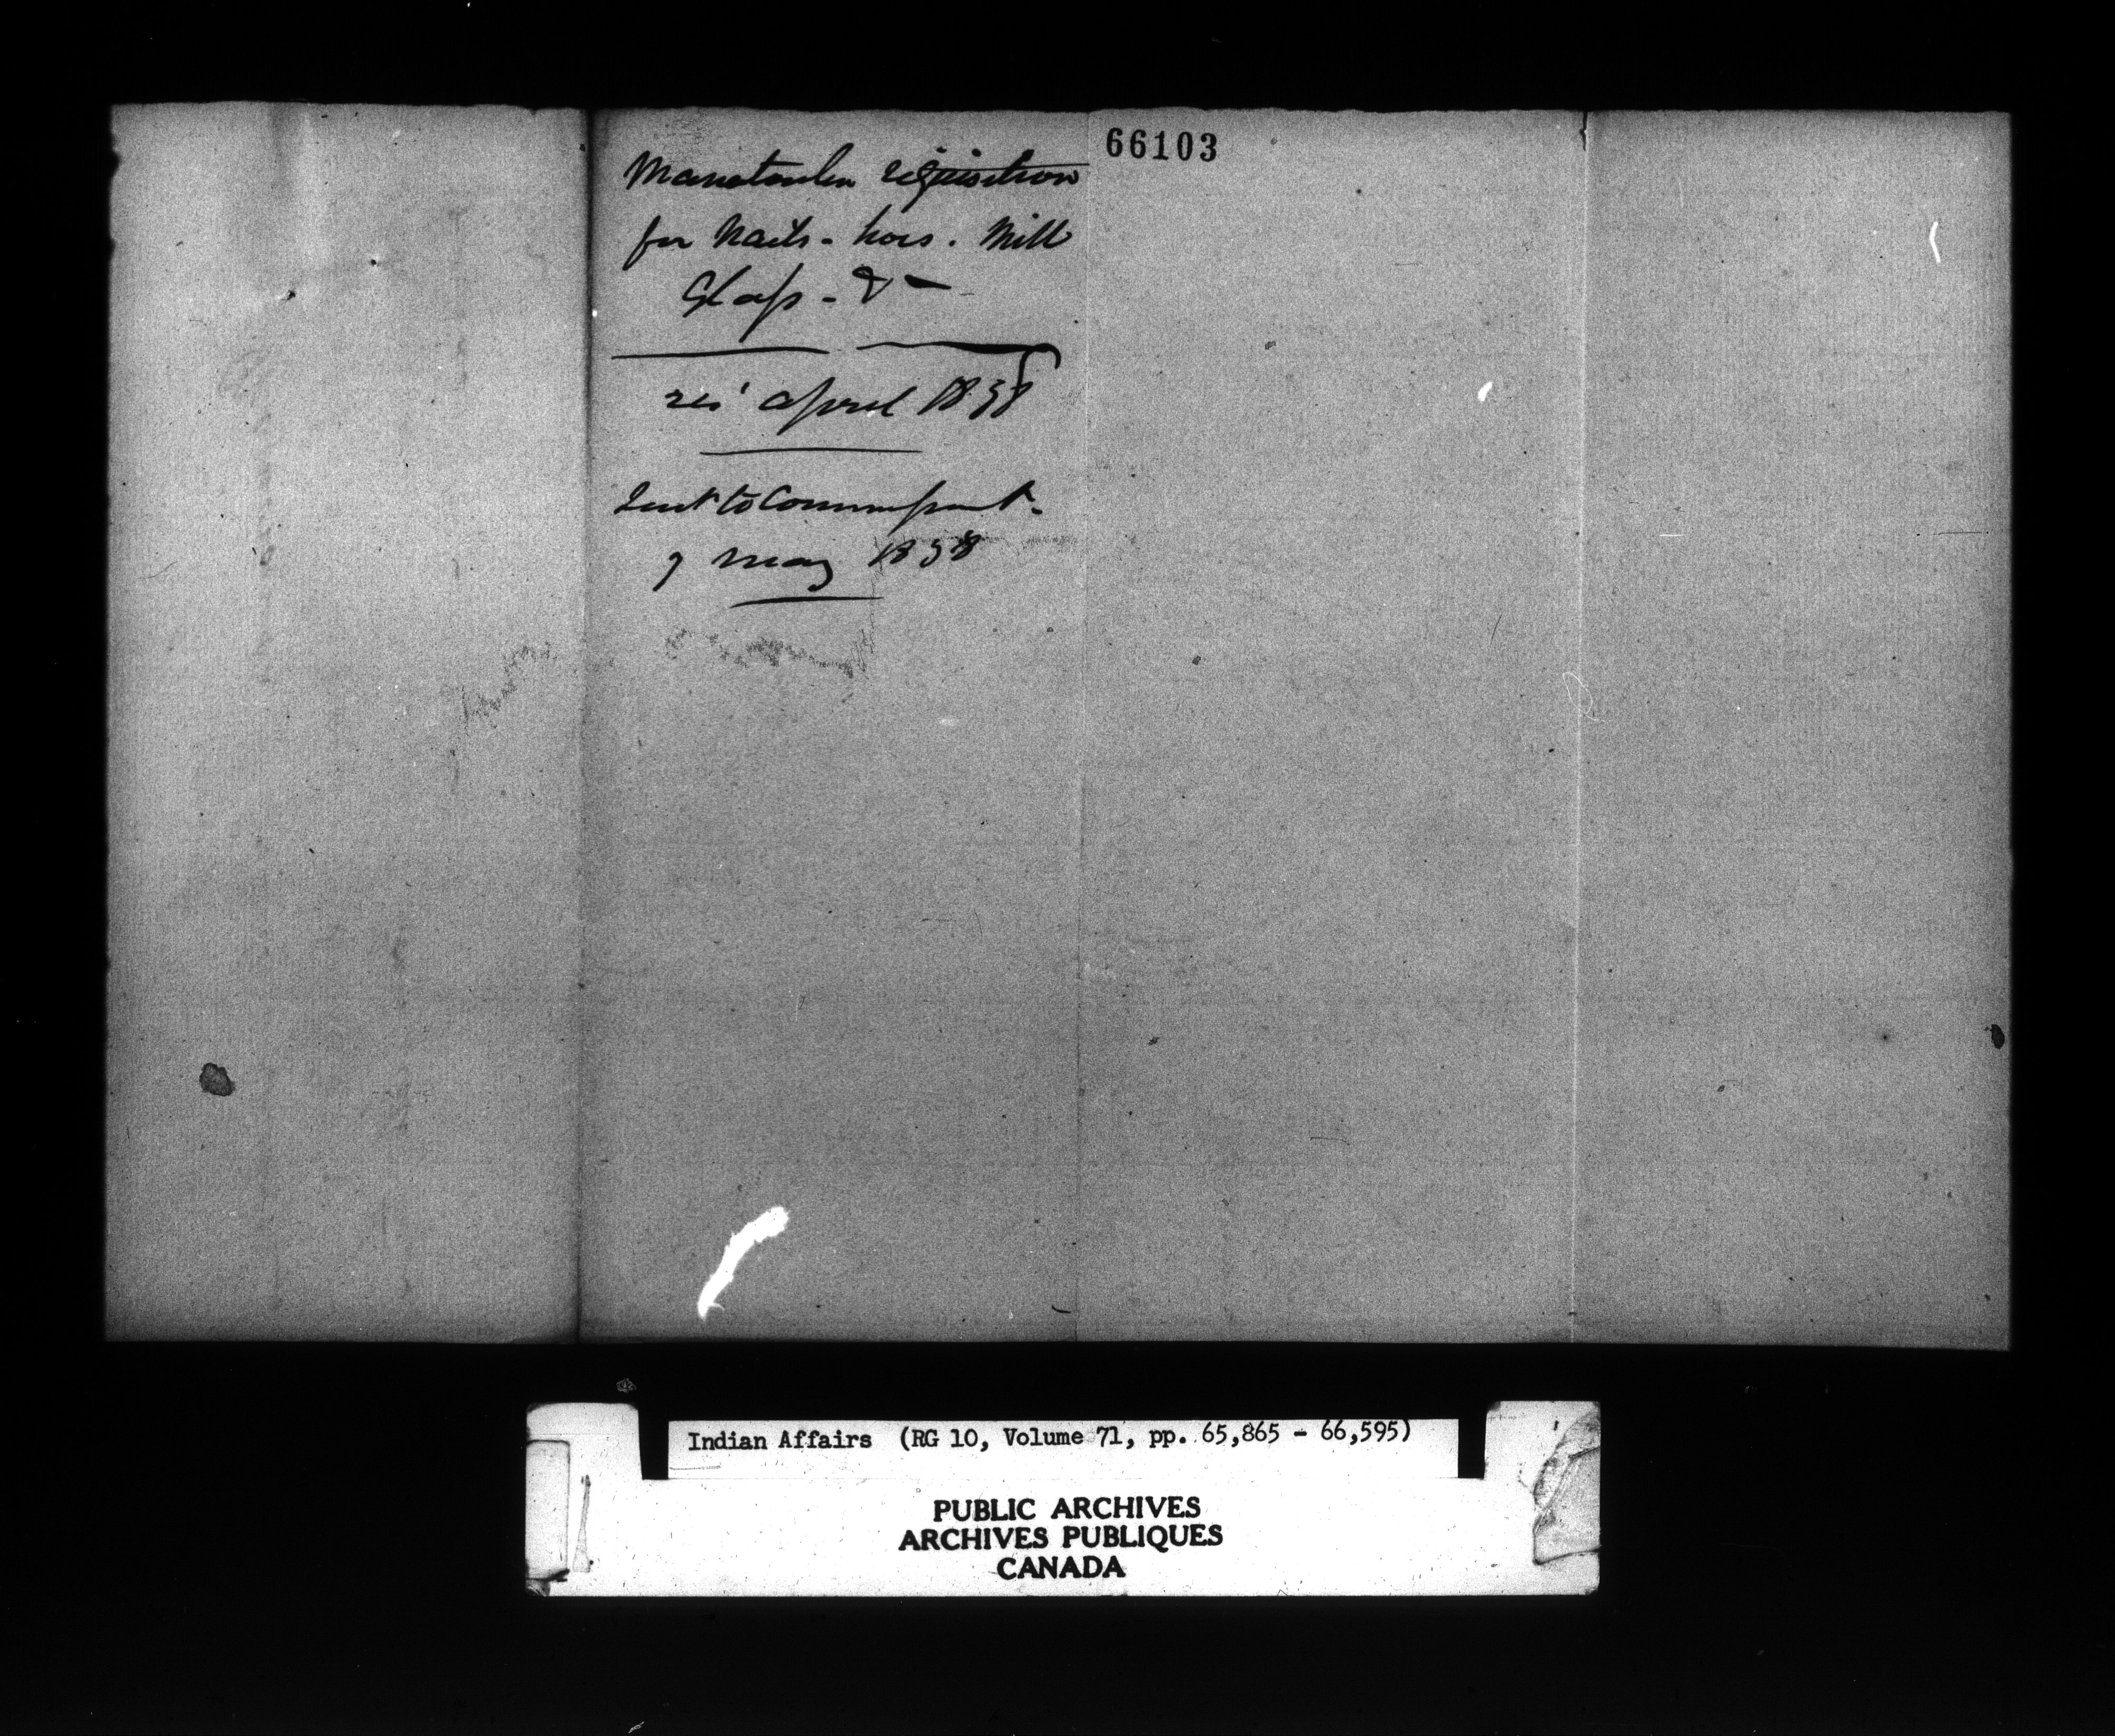 66103
Manatoulin requisition
for Nails - hoes. Mill
Glass - &c
rec' April 1838
Sent to Commissariat.
7 May 1838
Indian Affairs (RG 10, Volume 71, pp. 65,865 - 66,595)
PUBLIC ARCHIVES
ARCHIVES PUBLIQUES
CANADA